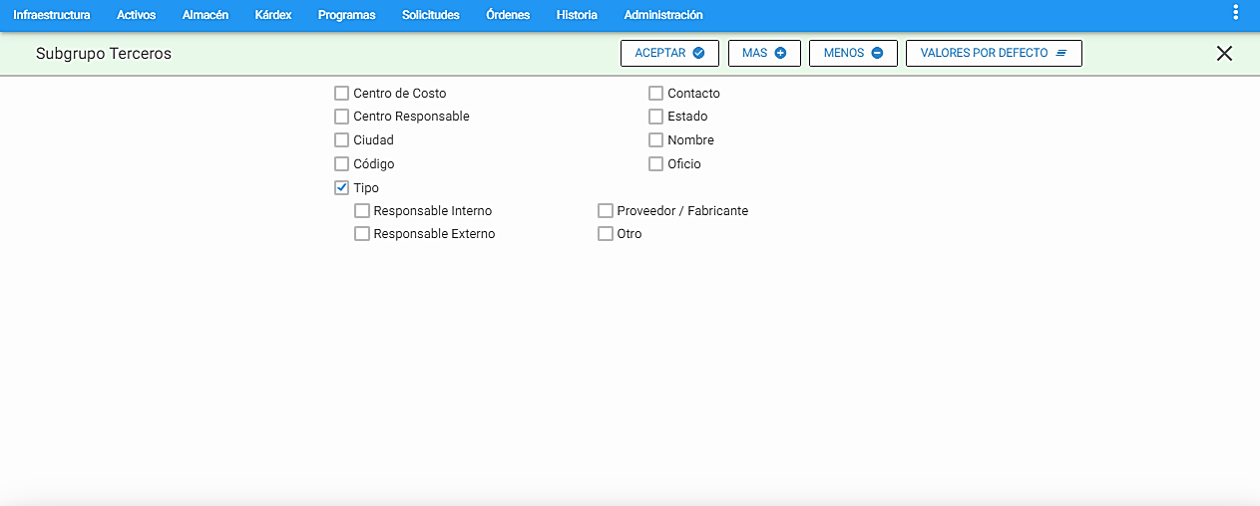 Infraestructura Activos Almacén Kárdex Programas Solicitudes Órdenes Historia Administración
Subgrupo Terceros ACEPTAR MAS MENOS VALORES POR DEFECTO
Centro de Costo Contacto
Centro Responsable Estado
Ciudad Nombre
Código Oficio
Tipo
Responsable Interno Proveedor / Fabricante
Responsable Externo Otro